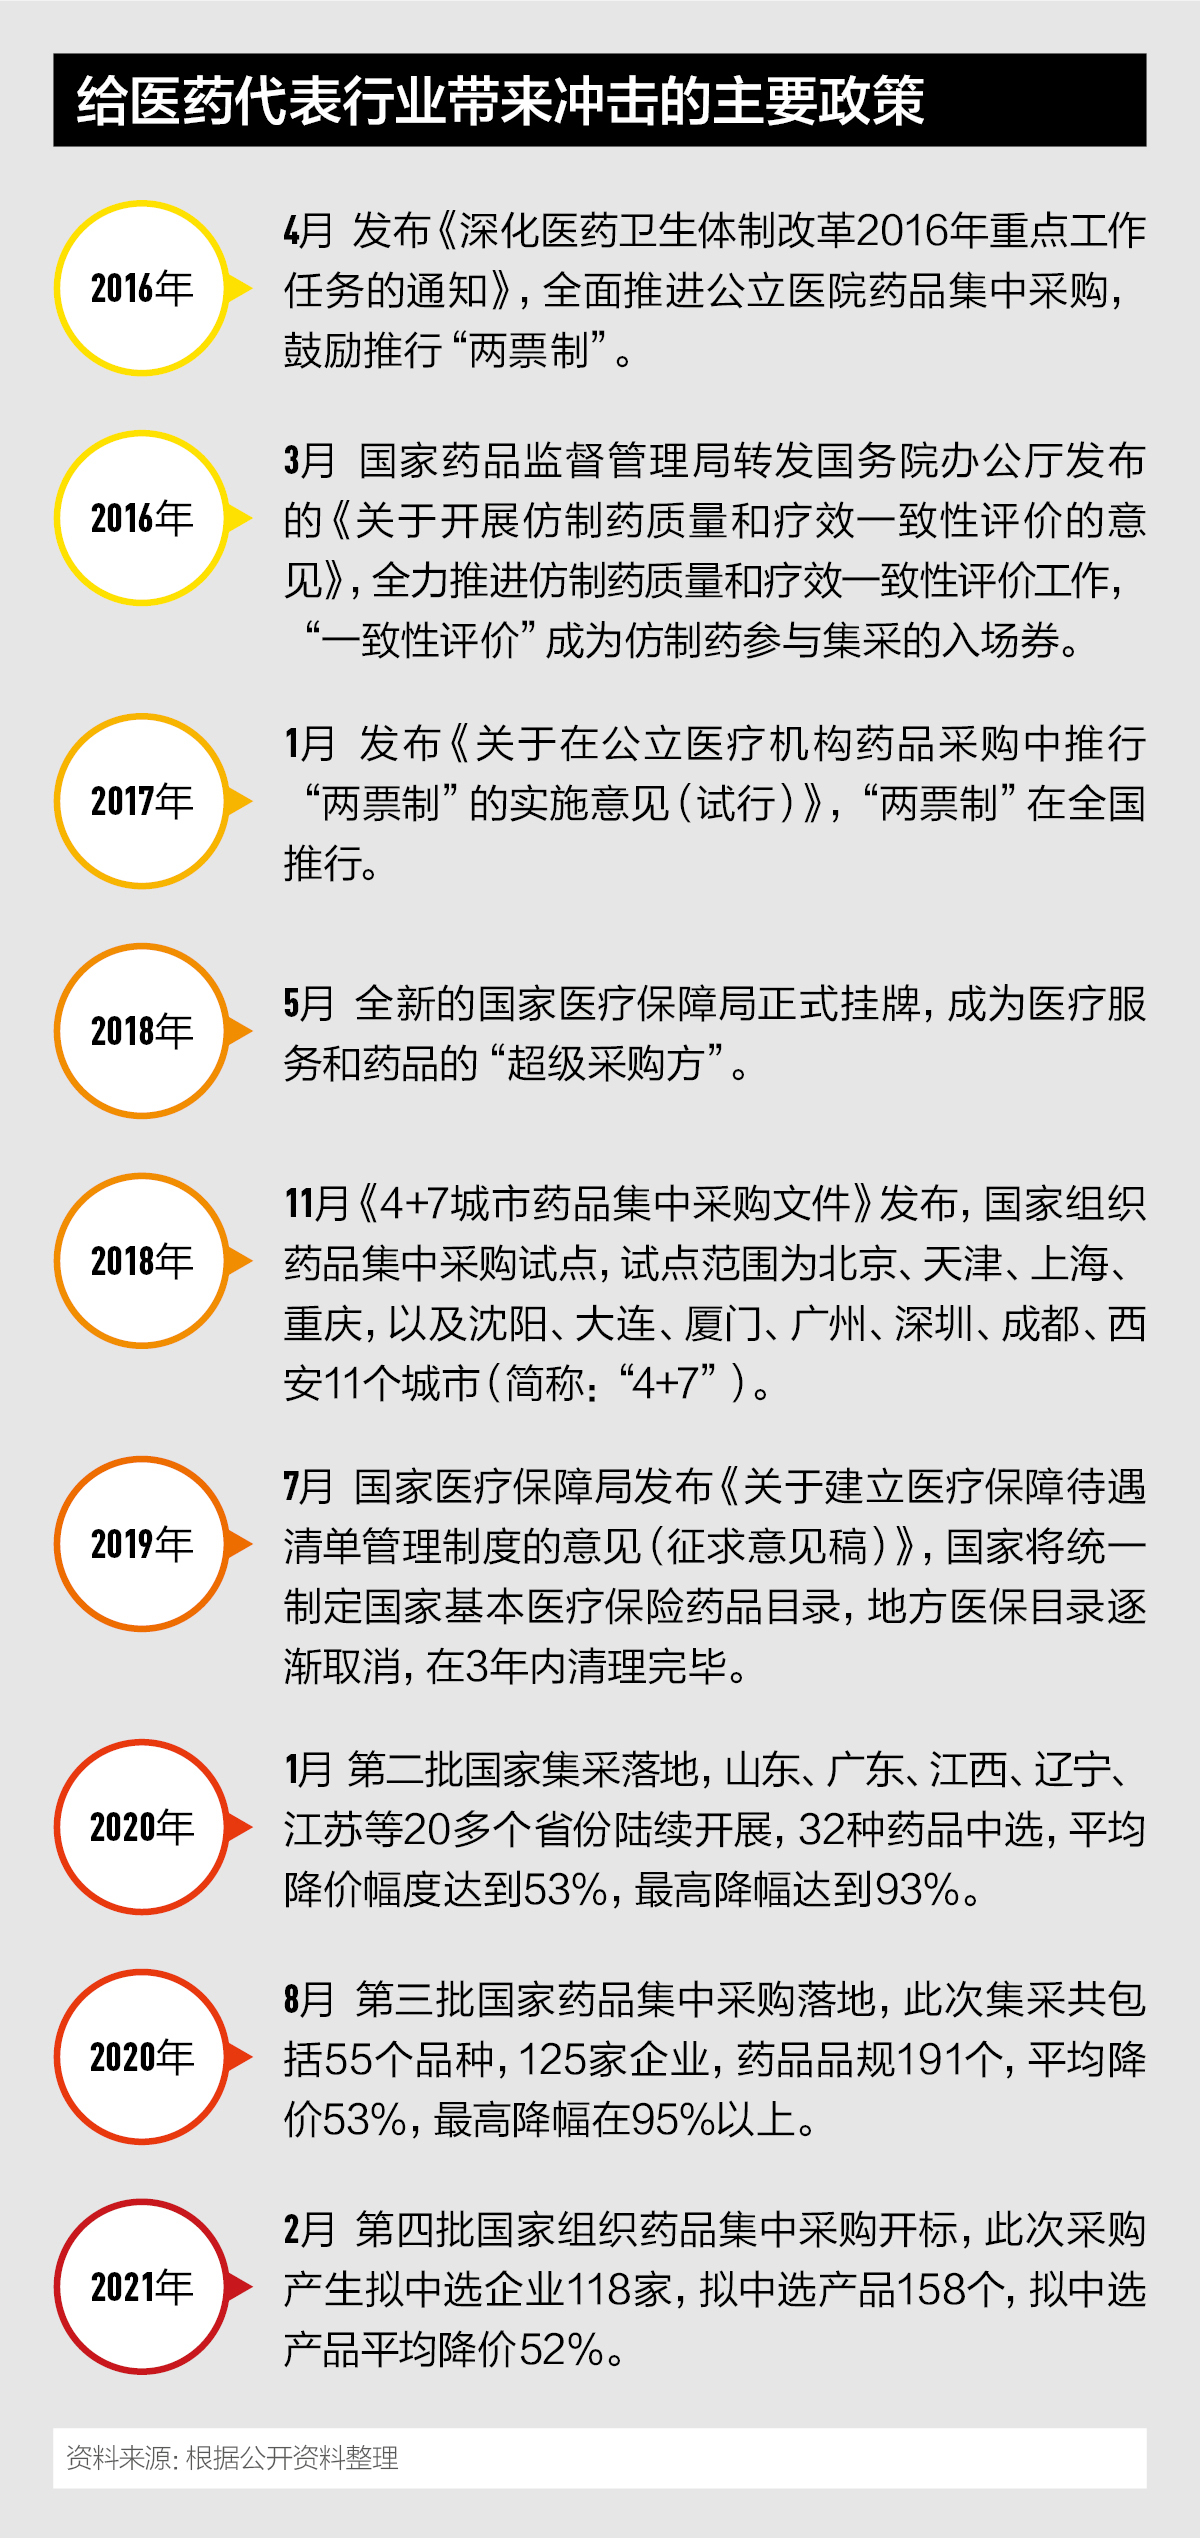 给医药代表行业带来冲击的主要政策
2016年
4月 发布《深化医药卫生体制改革2016年重点工作
任务的通知》，全面推进公立医院药品集中采购，
鼓励推行“两票制”。
2016年
3月 国家药品监督管理局转发国务院办公厅发布
的《关于开展仿制药质量和疗效一致性评价的意
见》，全力推进仿制药质量和疗效一致性评价工作，
“一致性评价”成为仿制药参与集采的入场券。
2017年
1月 发布《关于在公立医疗机构药品采购中推行
“两票制”的实施意见（试行）》，“两票制”在全国
推行。
2018年
5月 全新的国家医疗保障局正式挂牌，成为医疗服
务和药品的“超级采购方”。
2018年
11月《4+7城市药品集中采购文件》发布，国家组织
药品集中采购试点，试点范围为北京、天津、上海、
重庆，以及沈阳、大连、厦门、广州、深圳、成都、西
安11个城市（简称：“4+7”）。
2019年
7月 国家医疗保障局发布《关于建立医疗保障待遇
清单管理制度的意见（征求意见稿）》，国家将统一
制定国家基本医疗保险药品目录，地方医保目录逐
渐取消，在3年内清理完毕。
2020年
1月 第二批国家集采落地，山东、广东、江西、辽宁、
江苏等20多个省份陆续开展，32种药品中选，平均
降价幅度达到53%，最高降幅达到93%。
2020年
8月 第三批国家药品集中采购落地，此次集采共包
括55个品种，125家企业，药品品规191个，平均降
价53%，最高降幅在95%以上。
2021年
2月 第四批国家组织药品集中采购开标，此次采购
产生拟中选企业118家，拟中选产品158个，拟中选
产品平均降价52%。
资料来源：根据公开资料整理